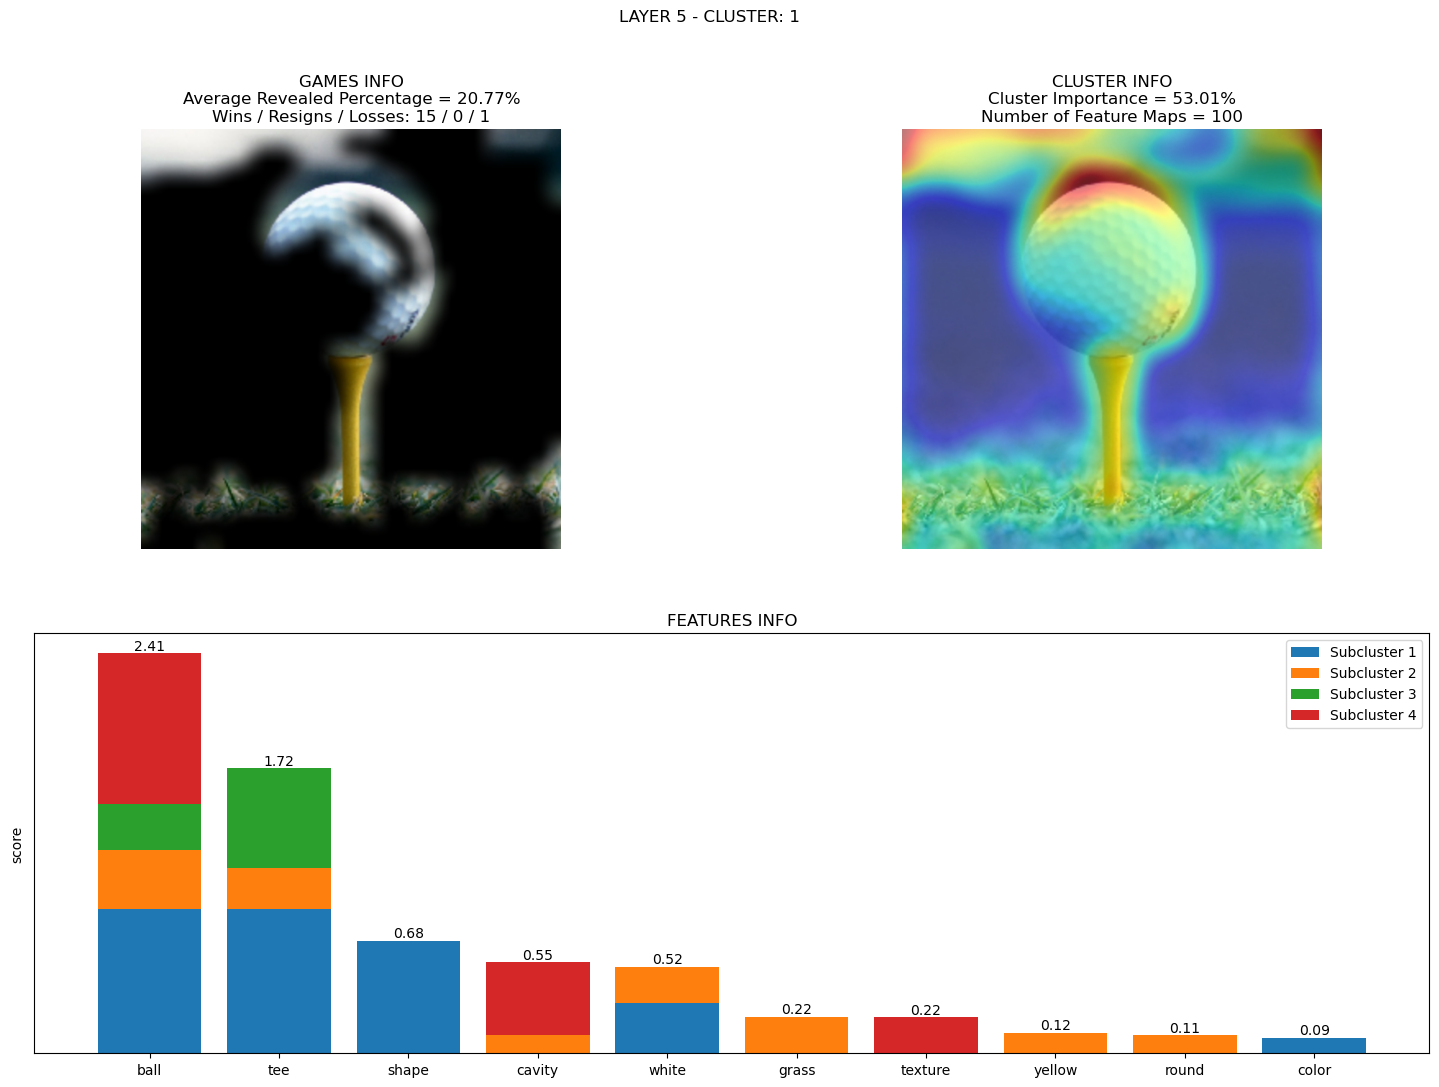 LAYER 5 - CLUSTER: 1
GAMES INFO
Average Revealed Percentage = 20.77%
Wins / Resigns / Losses: 15 / 0 / 1
CLUSTER INFO
Cluster Importance = 53.01%
Number of Feature Maps = 100
FEATURES INFO
score
2.41
1.72
0.68
0.55
0.52
0.22
0.22
0.12
0.11
0.09
Subcluster 1
Subcluster 2
Subcluster 3
Subcluster 4
ball
tee
shape
cavity
white
grass
texture
yellow
round
color